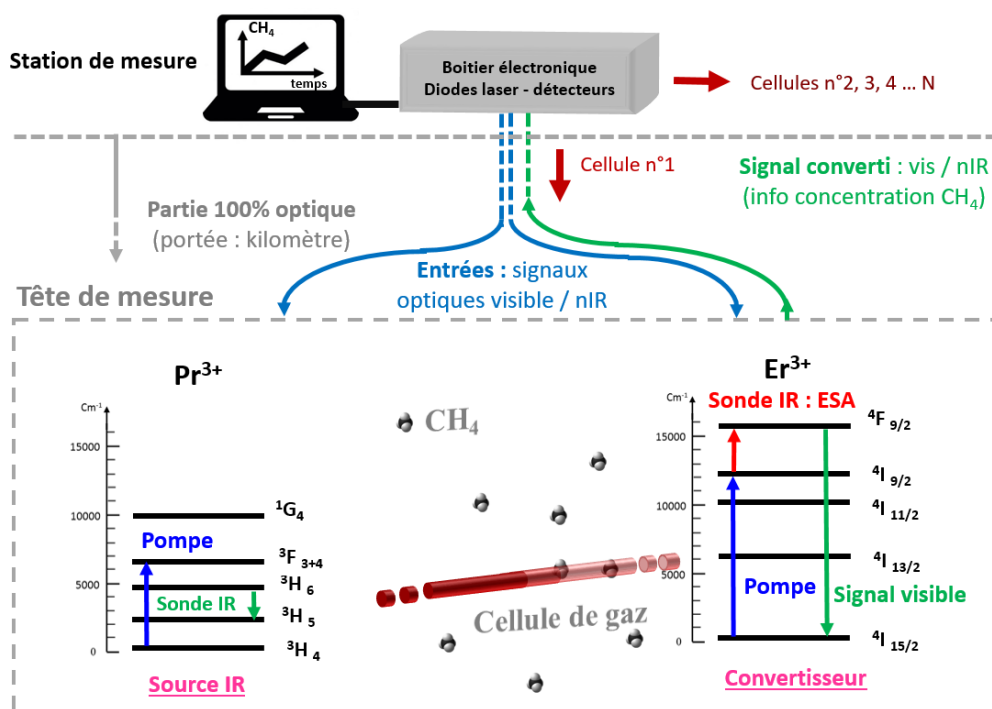 CH4
temps
Station de mesure
Boitier électronique
Diodes laser - détecteurs
Cellules n°2, 3, 4 ... N
Cellule n°1
Signal converti : vis / nIR
(info concentration CH4)
Partie 100% optique
(portée : kilomètre)
Entrées : signaux
optiques visible / nIR
Tête de mesure
Pr3+
Cm-1
15000
10000
5000
0
1G4
Pompe
3F3+4
3H6
Sonde IR
3H5
3H4
Source IR
CH4
Cellule de gaz
Er3+
Cm-1
Sonde IR : ESA
15000
10000
5000
0
4F9/2
4I9/2
4I11/2
4I13/2
Pompe
Signal visible
4I15/2
Convertisseur